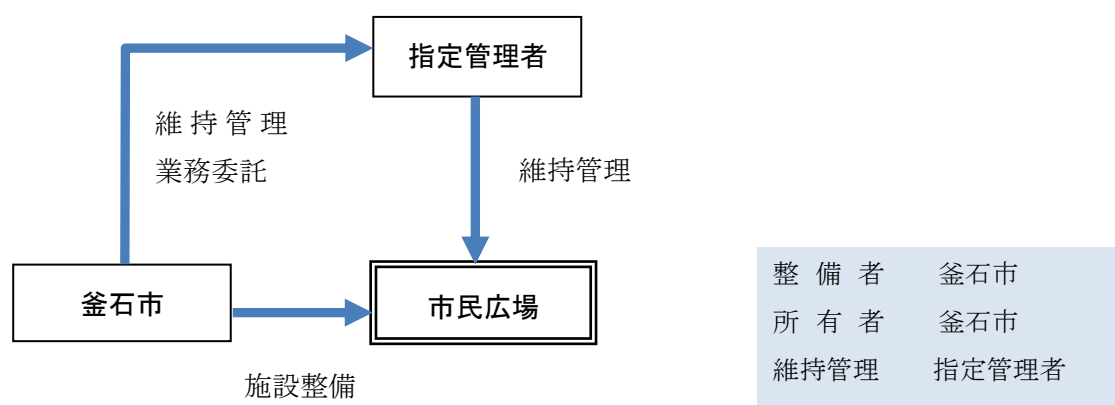 指定管理者
維持管理
業務委託
維持管理
釜石市
市民広場
施設整備
整備者 釜石市
所有者 釜石市
維持管理 指定管理者